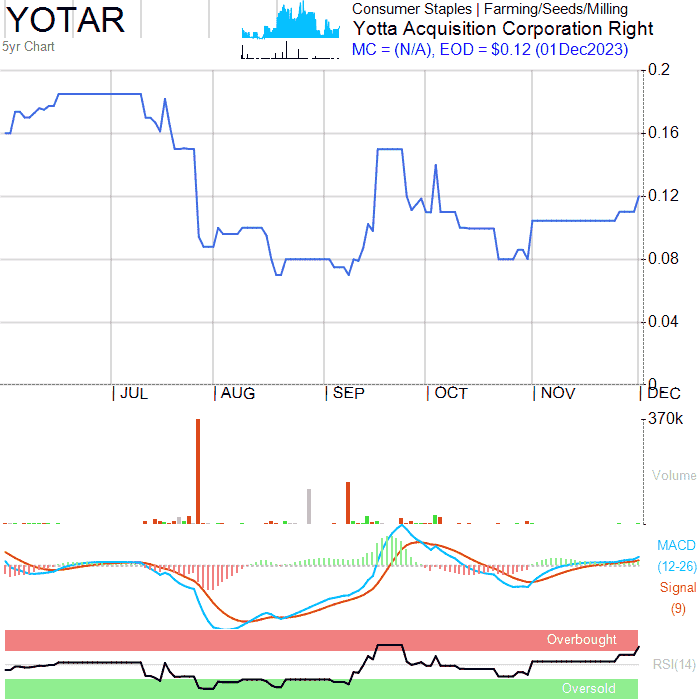 YOTAR
5yr Chart
Consumer Staples | Farming/Seeds/Milling
Yotta Acquisition Corporation Right
MC = (N/A), EOD = $0.12 (01Dec2023)
0.2
0.16
0.12
0.08
0.04
0
JUL AUG SEP OCT NOV DEC
370k
Volume
MACD
(12-26)
Signal
(9)
Overbought
RSI(14)
Oversold